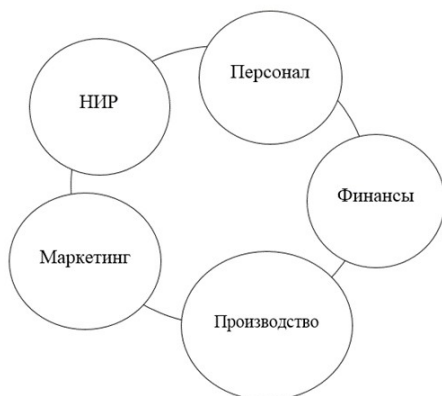 Персонал
НИР
Финансы
Маркетинг
Производство